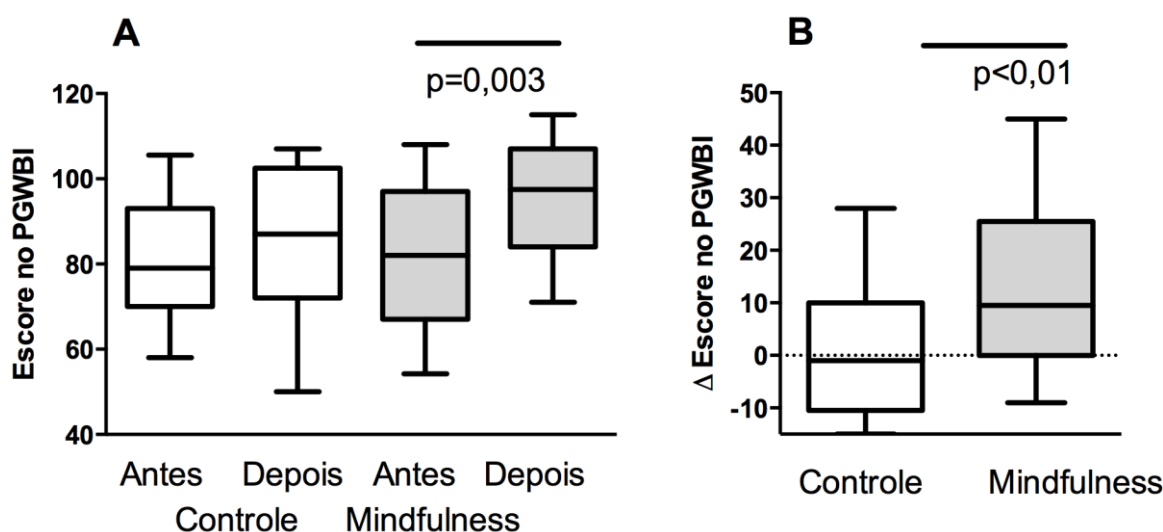 A
p=0,003
Escore no PGWBI
120
100
80
60
40
Antes Depois Antes Depois
Controle Mindfulness
B
p<0,01
Δ Escore no PGWBI
50
40
30
20
10
0
-10
Controle Mindfulness